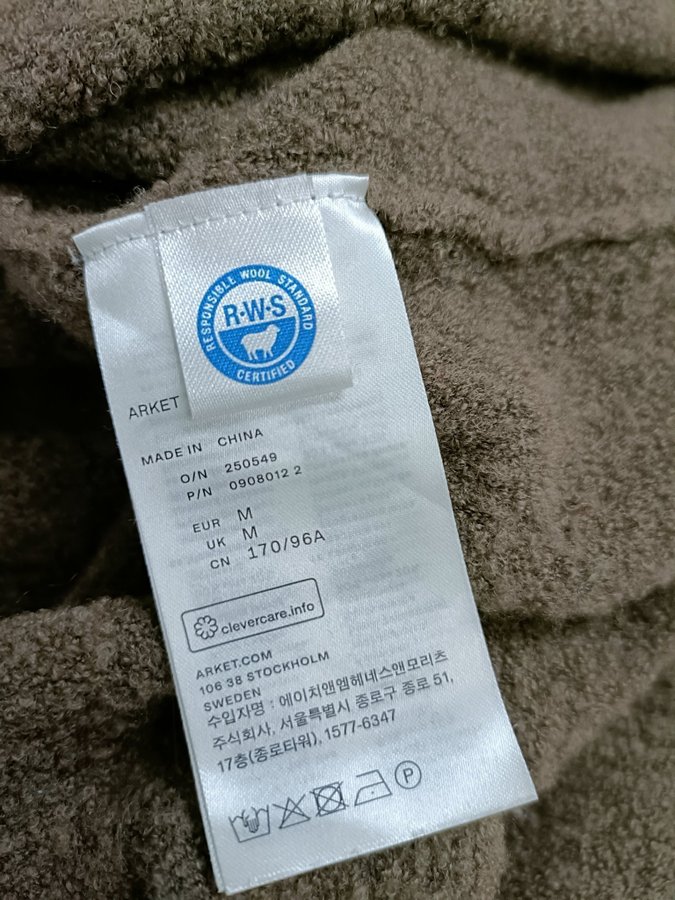 RESPONSIBLE WOOL STANDARD
R·W·S
CERTIFIED
ARKET
MADE IN CHINA
O/N 250549
P/N 0908012 2
EUR M
UK M
CN 170/96A
clevercare.info
ARKET.COM
106 38 STOCKHOLM
SWEDEN
수입자명 : 에이치앤엠헤네스앤모리츠
주식회사, 서울특별시 종로구 종로 51,
17층(종로타워), 1577-6347
P